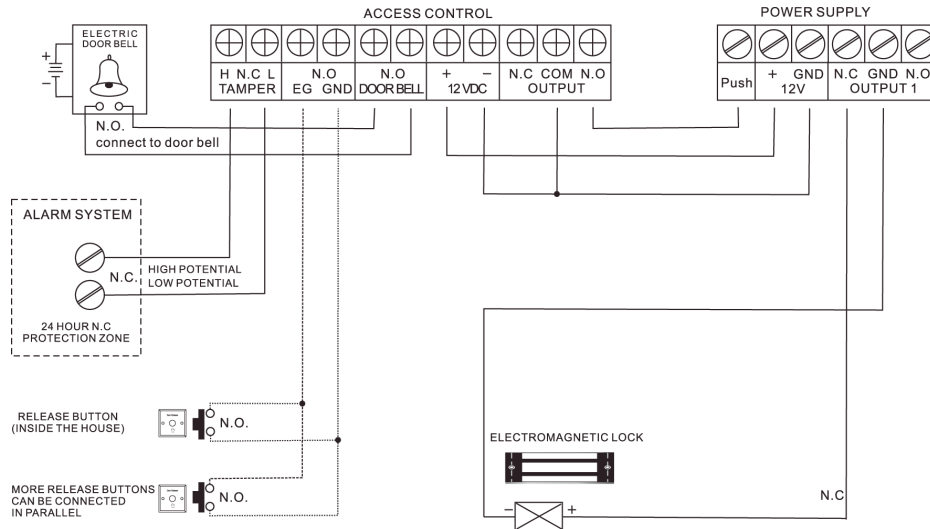 ACCESS CONTROL
POWER SUPPLY
ELECTRIC
DOOR BELL
+
−
H N.C L
TAMPER
N.O
EG GND
N.O
DOOR BELL
+ −
12 VDC
N.C COM N.O
OUTPUT
Push
+ GND
12V
N.C GND N.O
OUTPUT 1
N.O.
connect to door bell
ALARM SYSTEM
N.C.
HIGH POTENTIAL
LOW POTENTIAL
24 HOUR N.C
PROTECTION ZONE
RELEASE BUTTON
(INSIDE THE HOUSE)
N.O.
ELECTROMAGNETIC LOCK
MORE RELEASE BUTTONS
CAN BE CONNECTED
IN PARALLEL
N.O.
N.C
− +